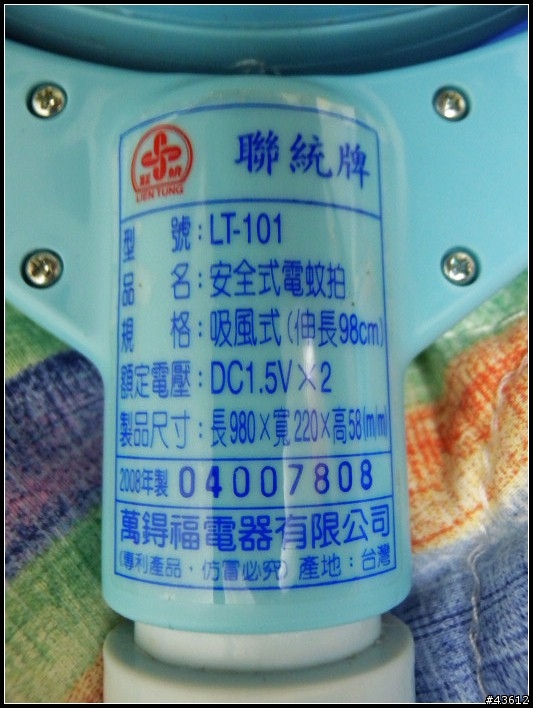 聯統牌
聯統
LIEN TUNG
型號:LT-101
品名:安全式電蚊拍
規格:吸風式(伸長98cm)
額定電壓:DC1.5V×2
製品尺寸:長980×寬220×高58(m/m)
2008年製 04007808
萬鍀福電器有限公司
(專利產品·仿冒必究) 產地:台灣
#43612